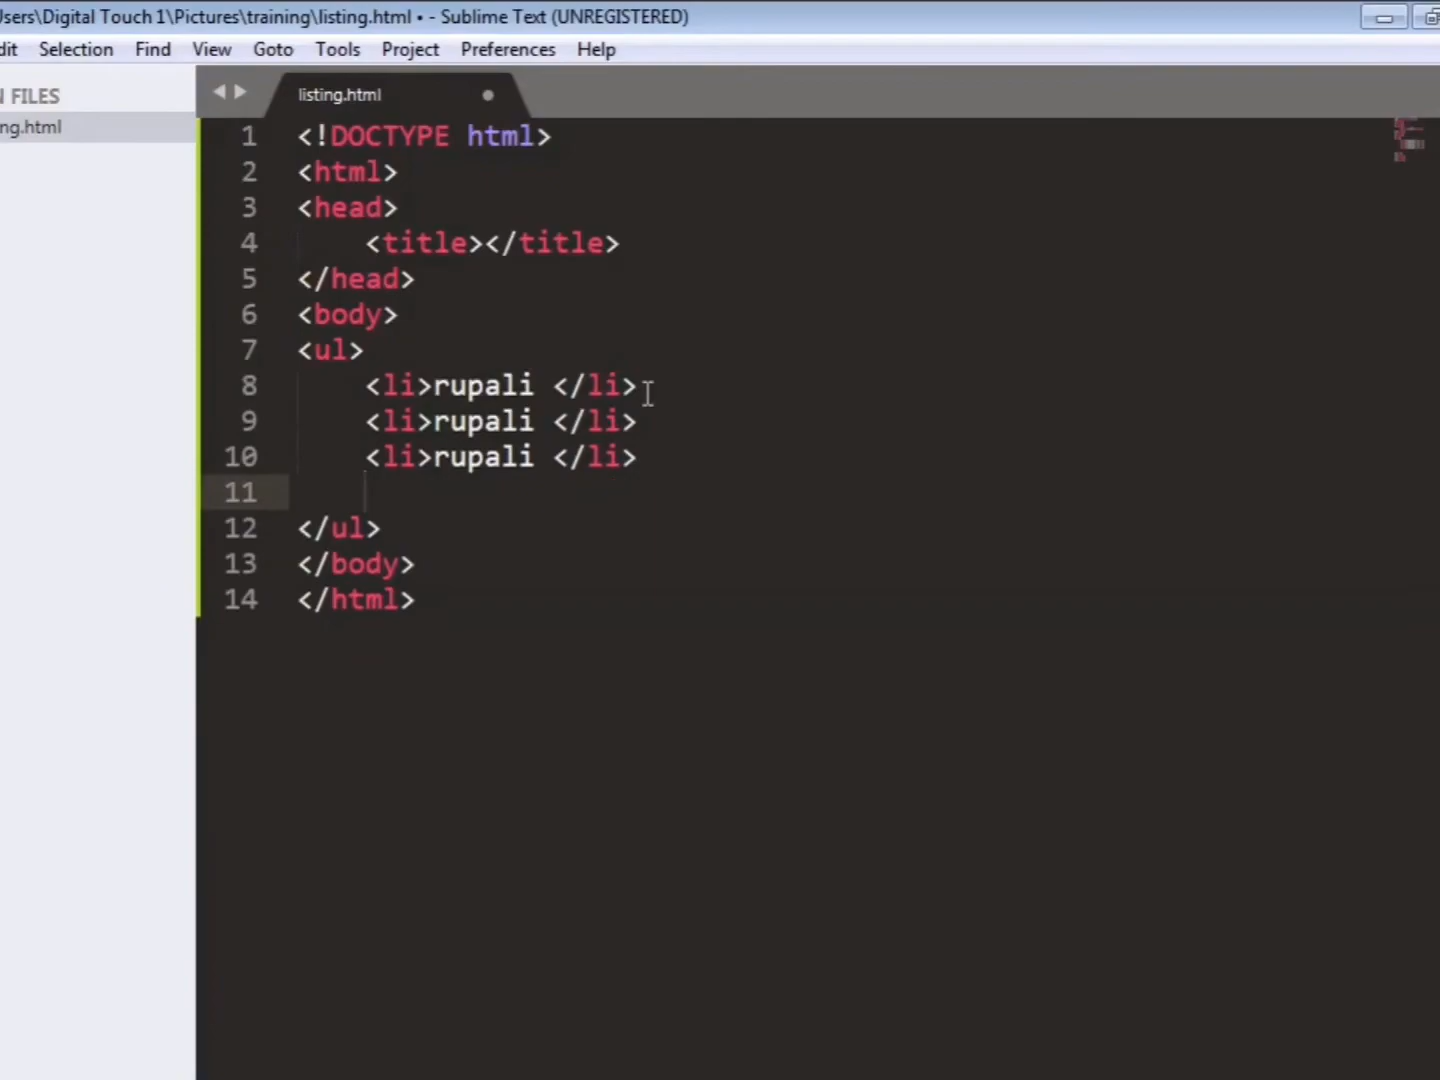 sers\Digital Touch 1\Pictures\training\listing.html • - Sublime Text (UNREGISTERED)
dit Selection Find View Goto Tools Project Preferences Help
N FILES
listing.html
ng.html
1 <!DOCTYPE html>
2 <html>
3 <head>
4 <title></title>
5 </head>
6 <body>
7 <ul>
8 <li>rupali </li>
9 <li>rupali </li>
10 <li>rupali </li>
11
12 </ul>
13 </body>
14 </html>